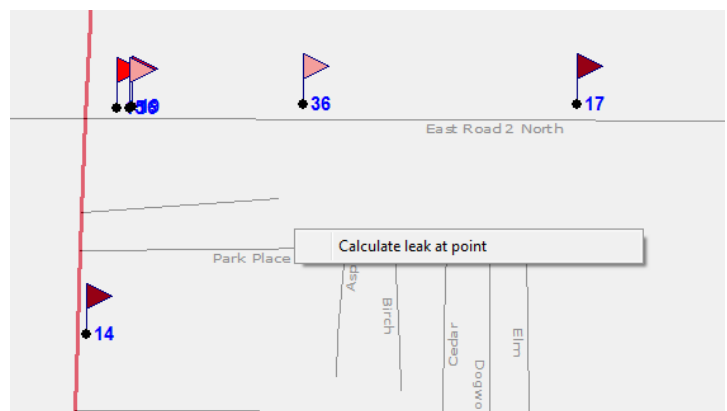 36
17
East Road 2 North
Calculate leak at point
Park Place
Birch
Cedar
Elm
14